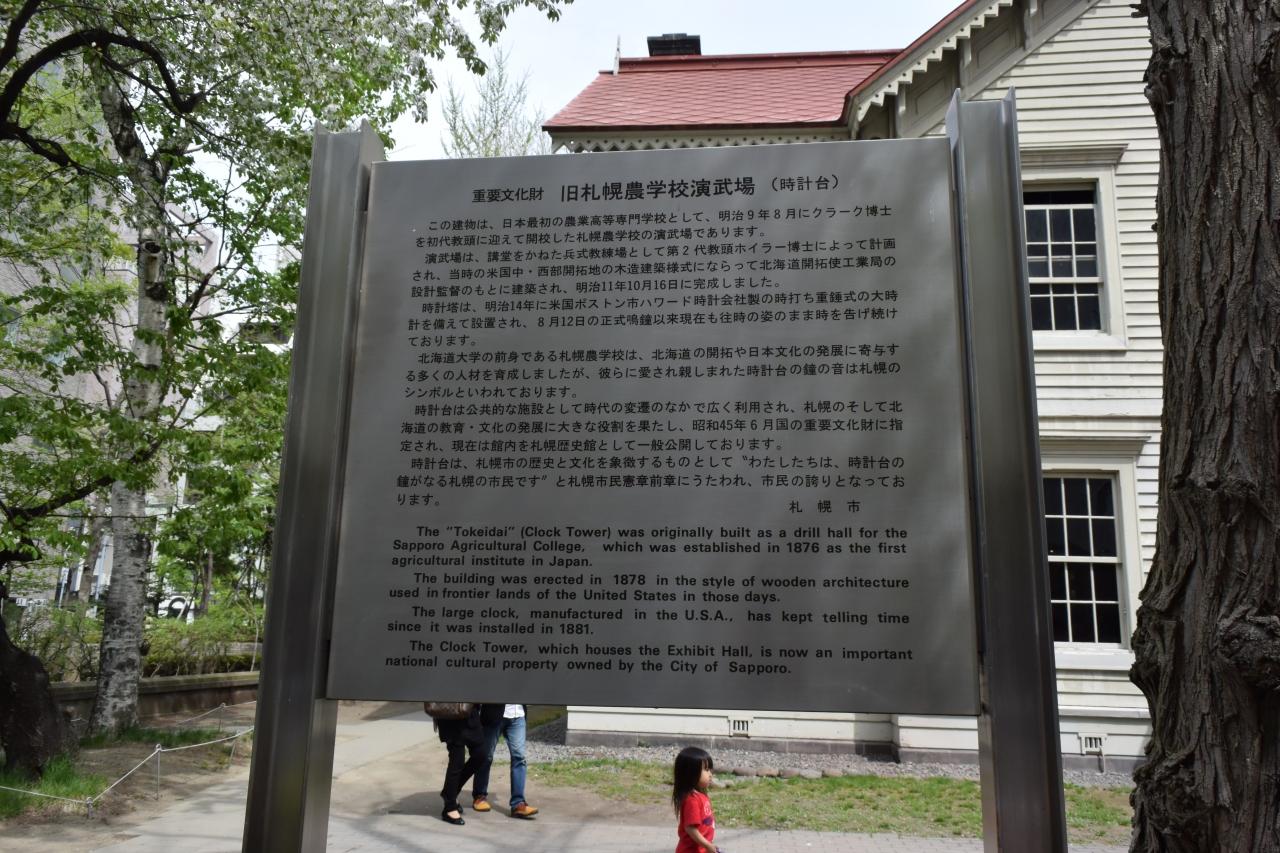 重要文化財 旧札幌農学校演武場（時計台）
この建物は、日本最初の農業高等専門学校として、明治9年8月にクラーク博士
を初代教頭に迎えて開校した札幌農学校の演武場であります。
演武場は、講堂をかねた兵式教練場として第2代教頭ホイラー博士によって計画
され、当時の米国中・西部開拓地の木造建築様式にならって北海道開拓使工業局の
設計監督のもとに建築され、明治11年10月16日に完成しました。
時計塔は、明治14年に米国ボストン市ハワード時計会社製の時打ち重錘式の大時
計を備えて設置され、8月12日の正式鳴鐘以来現在も往時の姿のまま時を告げ続け
ております。
北海道大学の前身である札幌農学校は、北海道の開拓や日本文化の発展に寄与す
る多くの人材を育成しましたが、彼らに愛され親しまれた時計台の鐘の音は札幌の
シンボルといわれております。
時計台は公共的な施設として時代の変遷のなかで広く利用され、札幌のそして北
海道の教育・文化の発展に大きな役割を果たし、昭和45年6月国の重要文化財に指
定され、現在は館内を札幌歴史館として一般公開しております。
時計台は、札幌市の歴史と文化を象徴するものとして〝わたしたちは、時計台の
鐘がなる札幌の市民です〟と札幌市民憲章前章にうたわれ、市民の誇りとなってお
ります。
札幌市
The "Tokeidai" (Clock Tower) was originally built as a drill hall for the
Sapporo Agricultural College, which was established in 1876 as the first
agricultural institute in Japan.
The building was erected in 1878 in the style of wooden architecture
used in frontier lands of the United States in those days.
The large clock, manufactured in the U.S.A., has kept telling time
since it was installed in 1881.
The Clock Tower, which houses the Exhibit Hall, is now an important
national cultural property owned by the City of Sapporo.